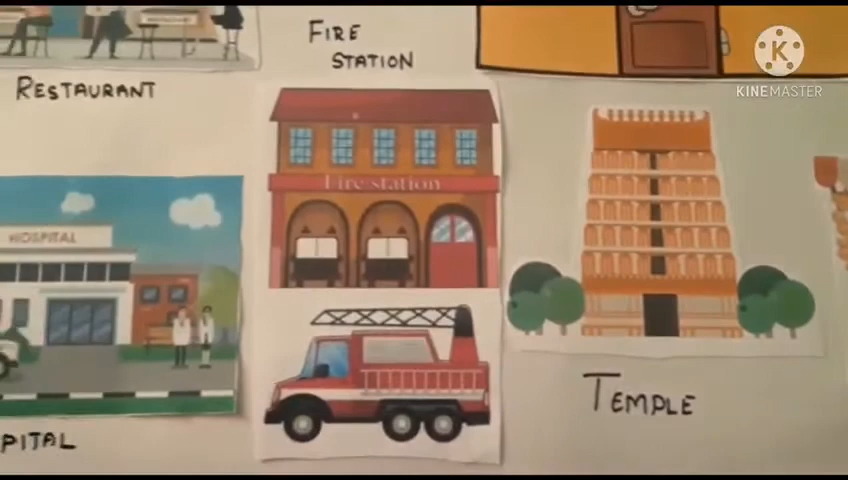 FIRE
STATION
RESTAURANT
KINEMASTER
Fire station
HOSPITAL
TEMPLE
PITAL